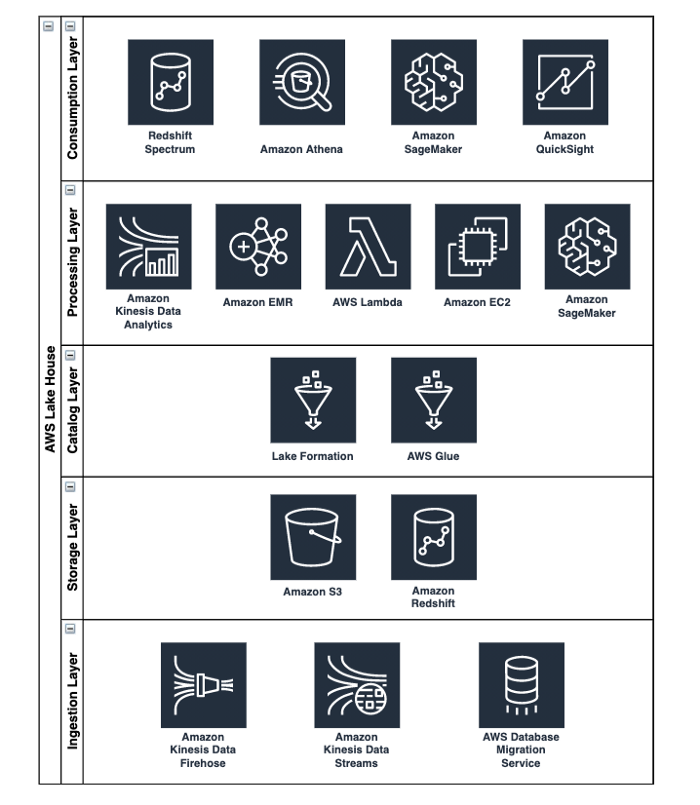 AWS Lake House
Consumption Layer
Redshift
Spectrum
Amazon Athena
Amazon
SageMaker
Amazon
QuickSight
Processing Layer
Amazon
Kinesis Data
Analytics
Amazon EMR
AWS Lambda
Amazon EC2
Amazon
SageMaker
Catalog Layer
Lake Formation
AWS Glue
Storage Layer
Amazon S3
Amazon
Redshift
Ingestion Layer
Amazon
Kinesis Data
Firehose
Amazon
Kinesis Data
Streams
AWS Database
Migration
Service